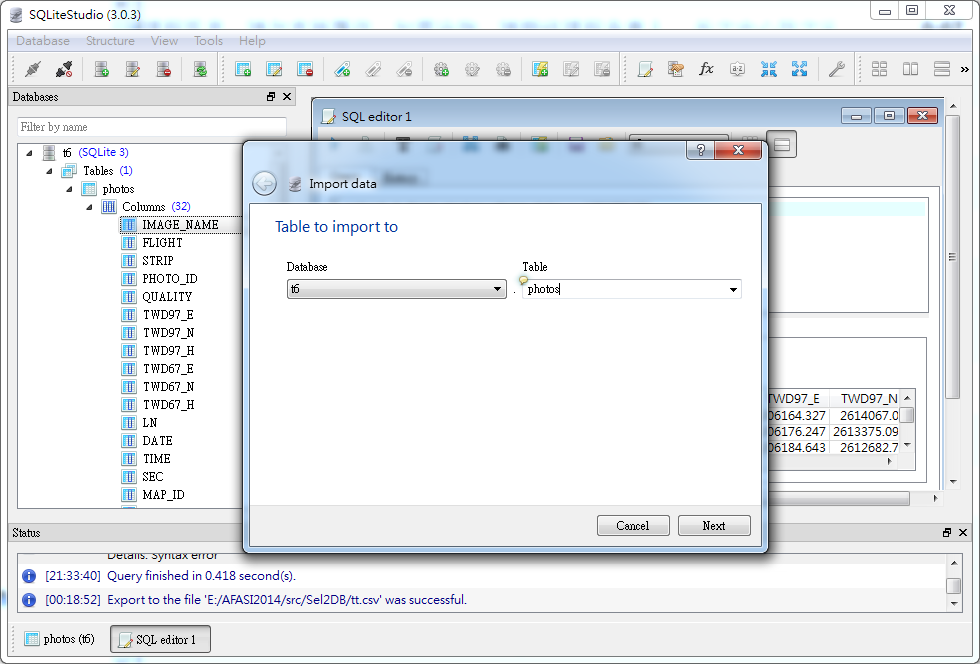 SQLiteStudio (3.0.3)
Database Structure View Tools Help
Databases
Filter by name
t6 (SQLite 3)
Tables (1)
photos
Columns (32)
IMAGE_NAME
FLIGHT
STRIP
PHOTO_ID
QUALITY
TWD97_E
TWD97_N
TWD97_H
TWD67_E
TWD67_N
TWD67_H
LN
DATE
TIME
SEC
MAP_ID
SQL editor 1
Import data
Table to import to
Database Table
t6 . photos
Cancel Next
TWD97_E TWD97_N
06164.327 2614067.0
06176.247 2613375.09
06184.643 2612682.7
Status
Details: Syntax error
[21:33:40] Query finished in 0.418 second(s).
[00:18:52] Export to the file 'E:/AFASI2014/src/Sel2DB/tt.csv' was successful.
photos (t6) SQL editor 1